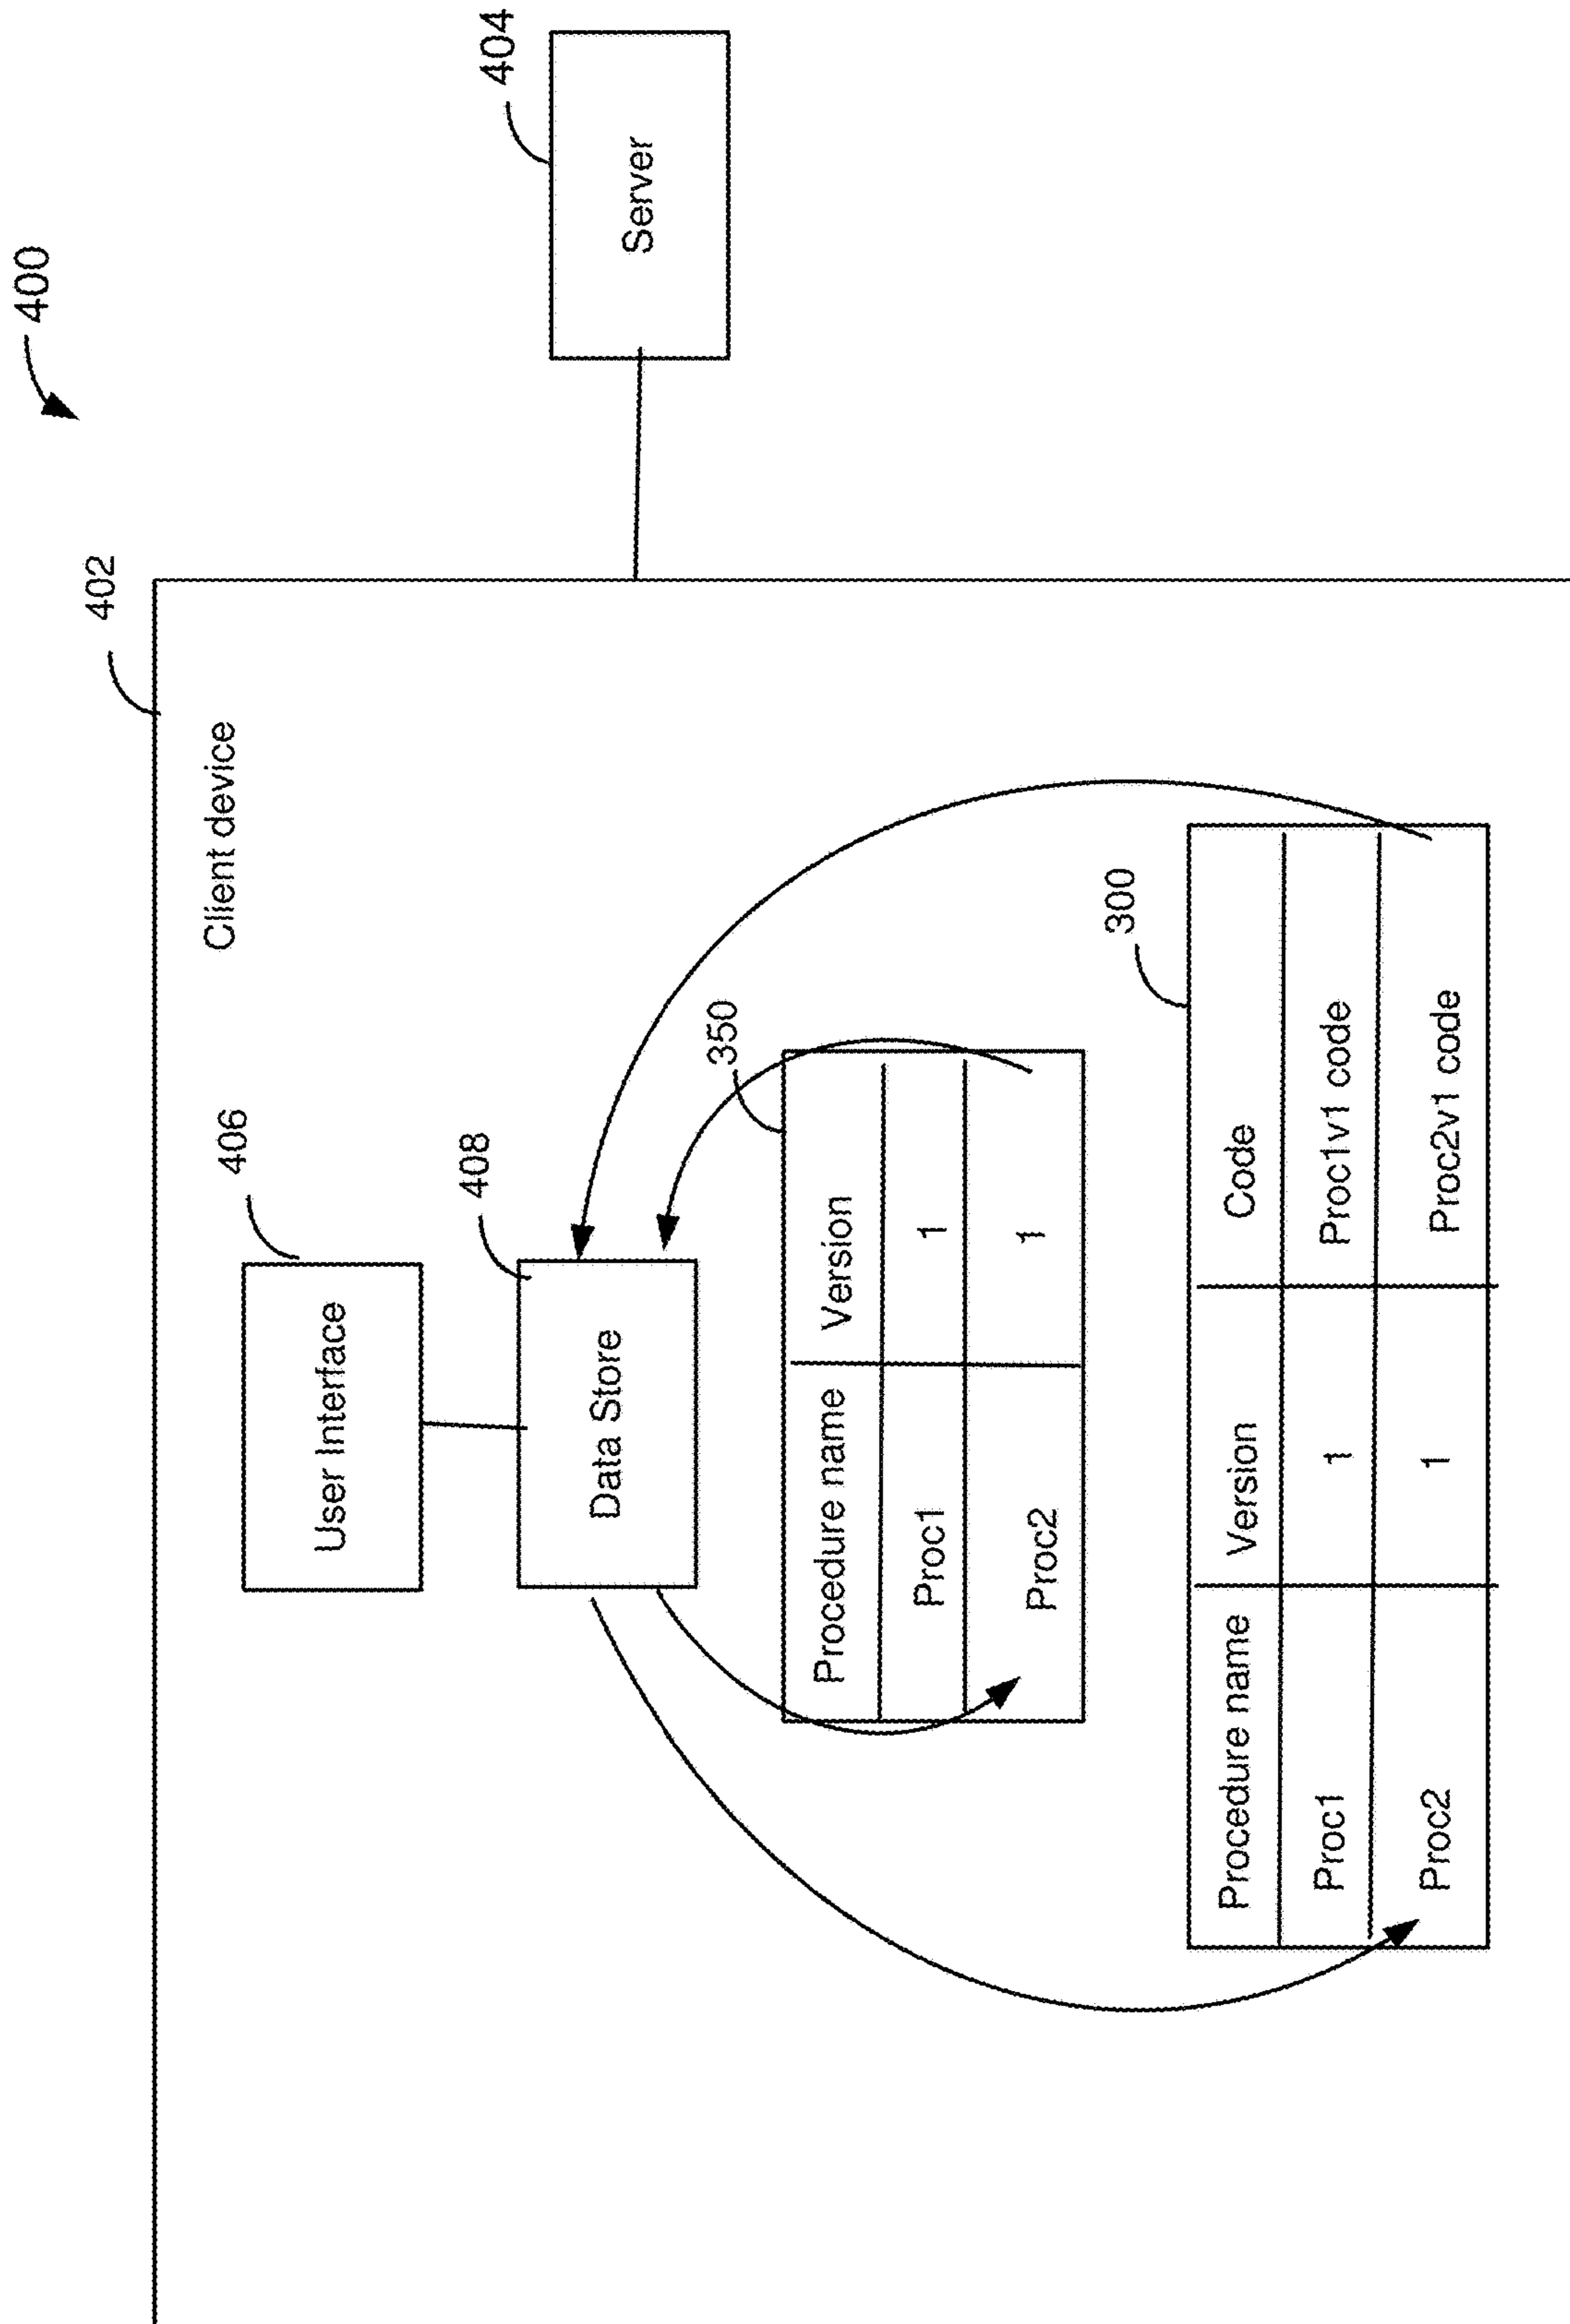 400
402
Client device
404
Server
406
User Interface
408
Data Store
350
Procedure name Version
Proc1 1
Proc2 1
300
Procedure name Version Code
Proc1 1 Proc1v1 code
Proc2 1 Proc2v1 code